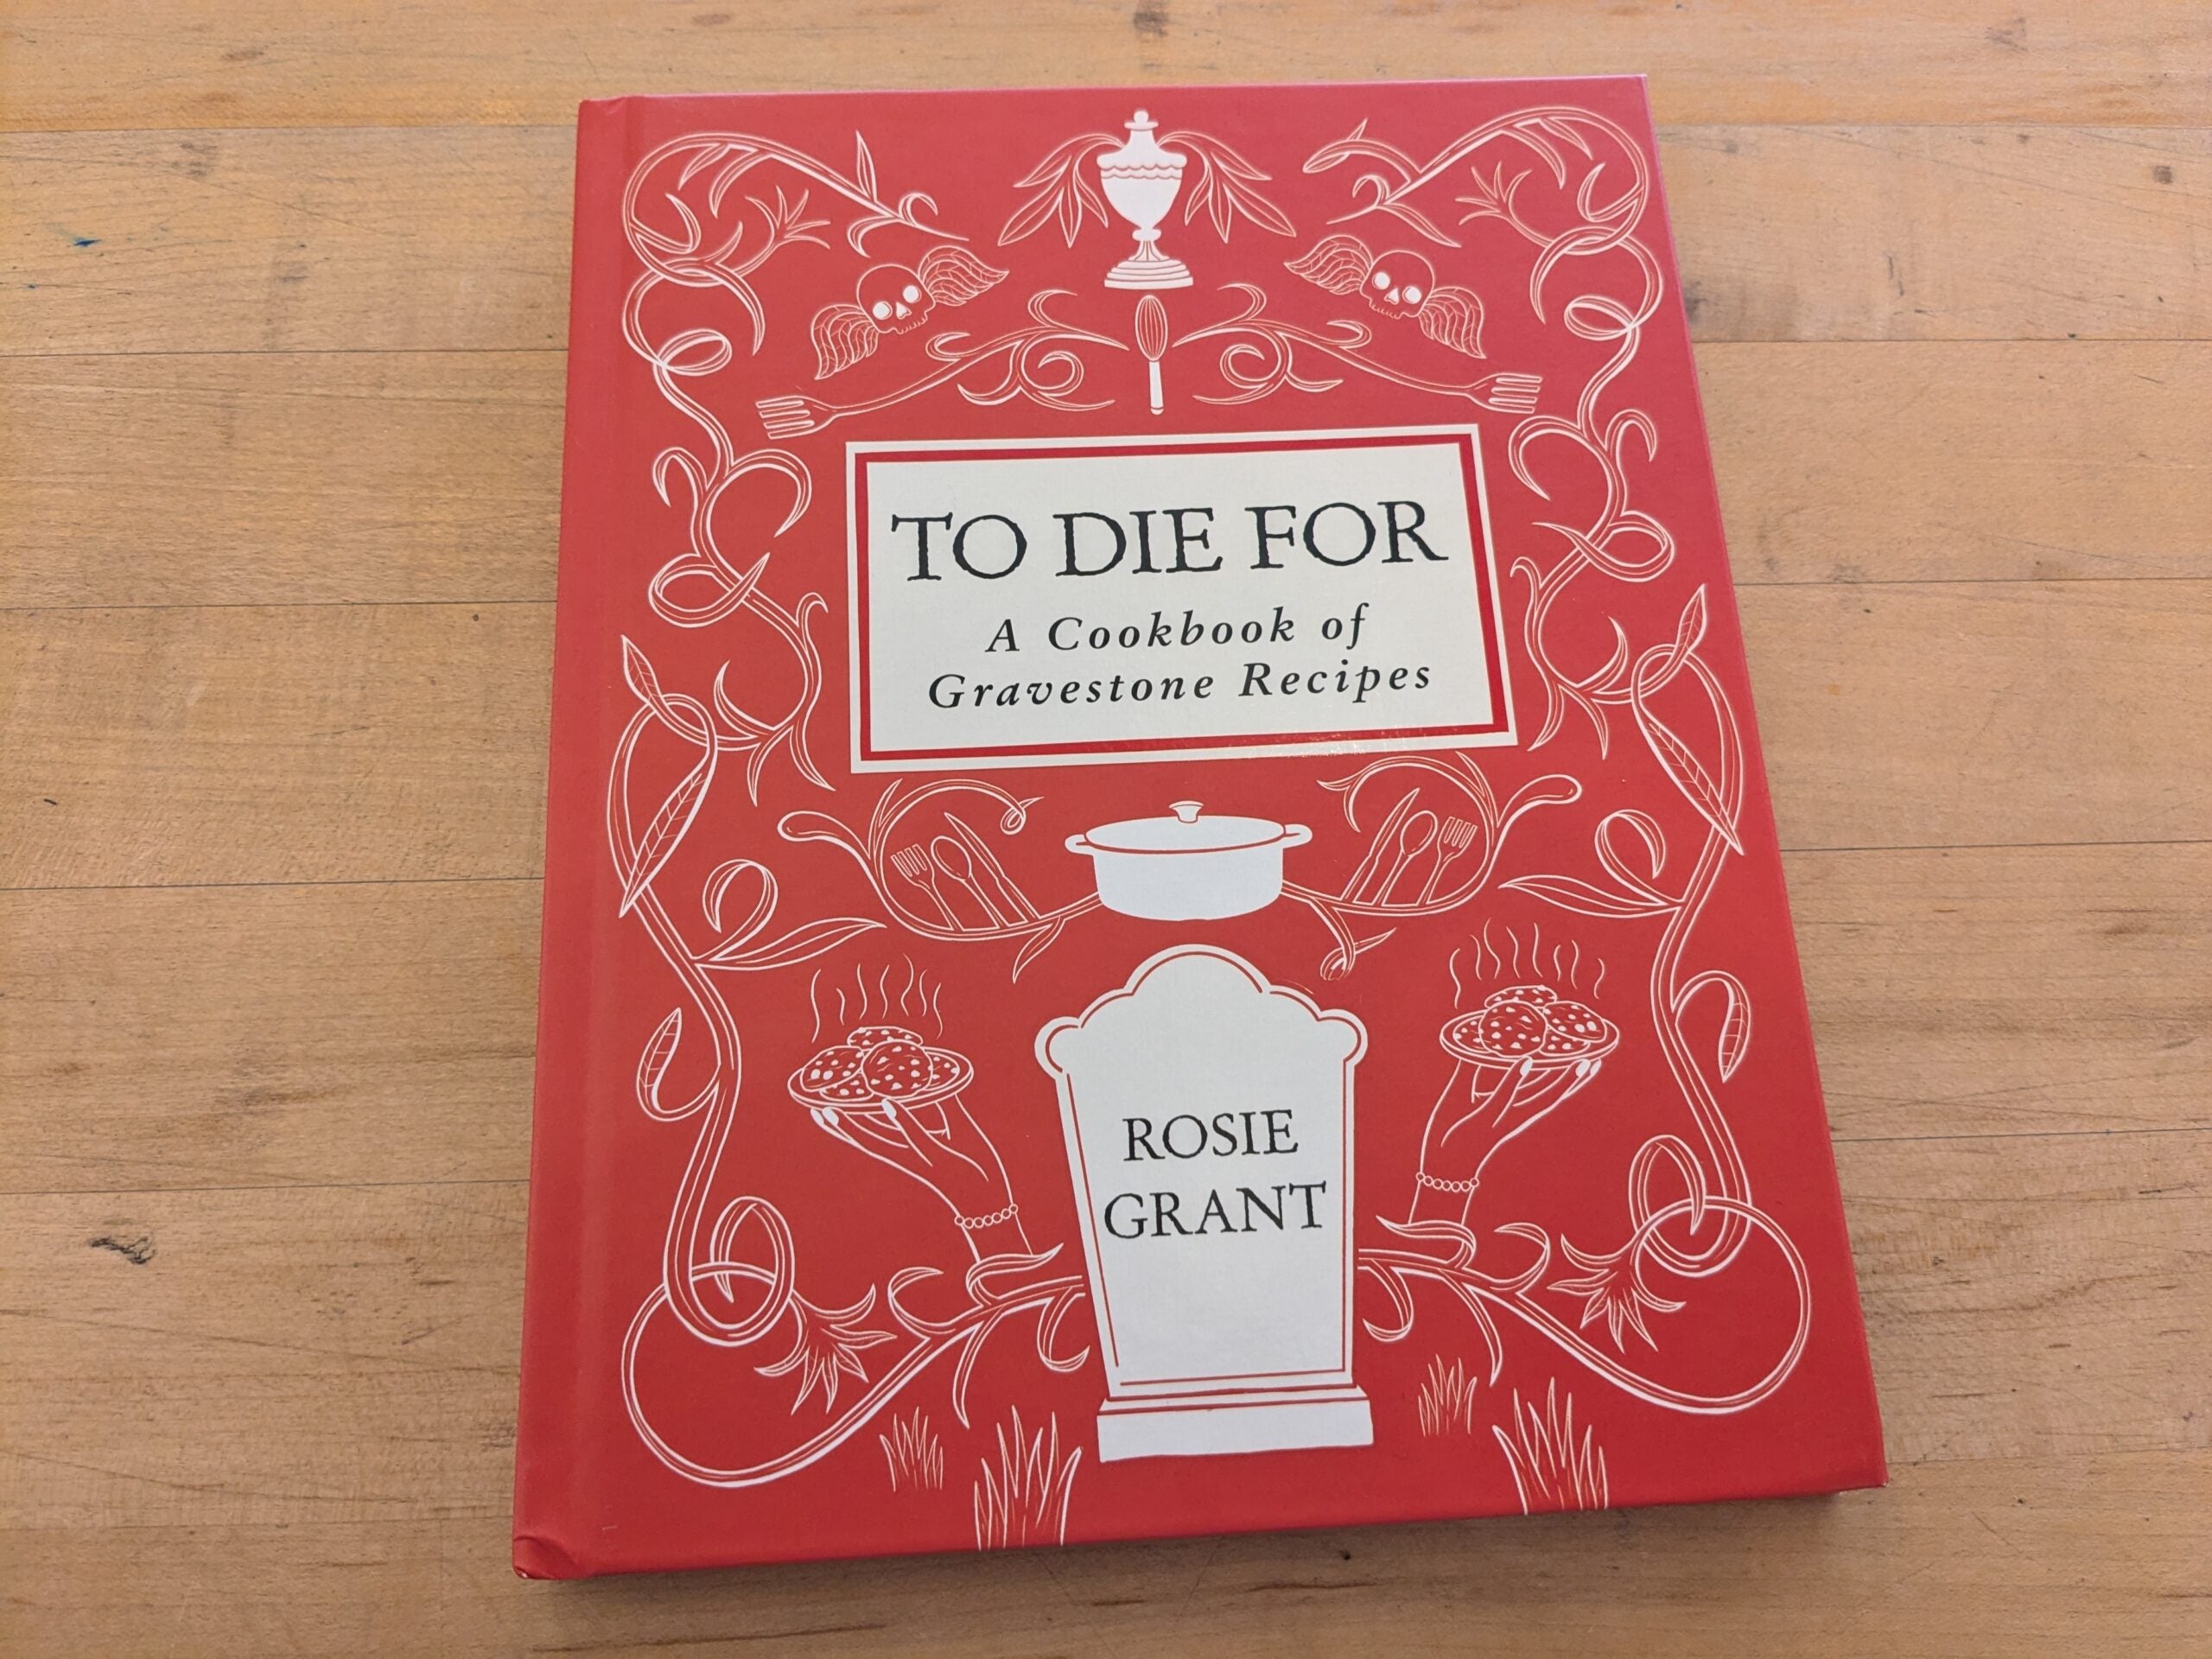 TO DIE FOR
A Cookbook of
Gravestone Recipes
ROSIE
GRANT